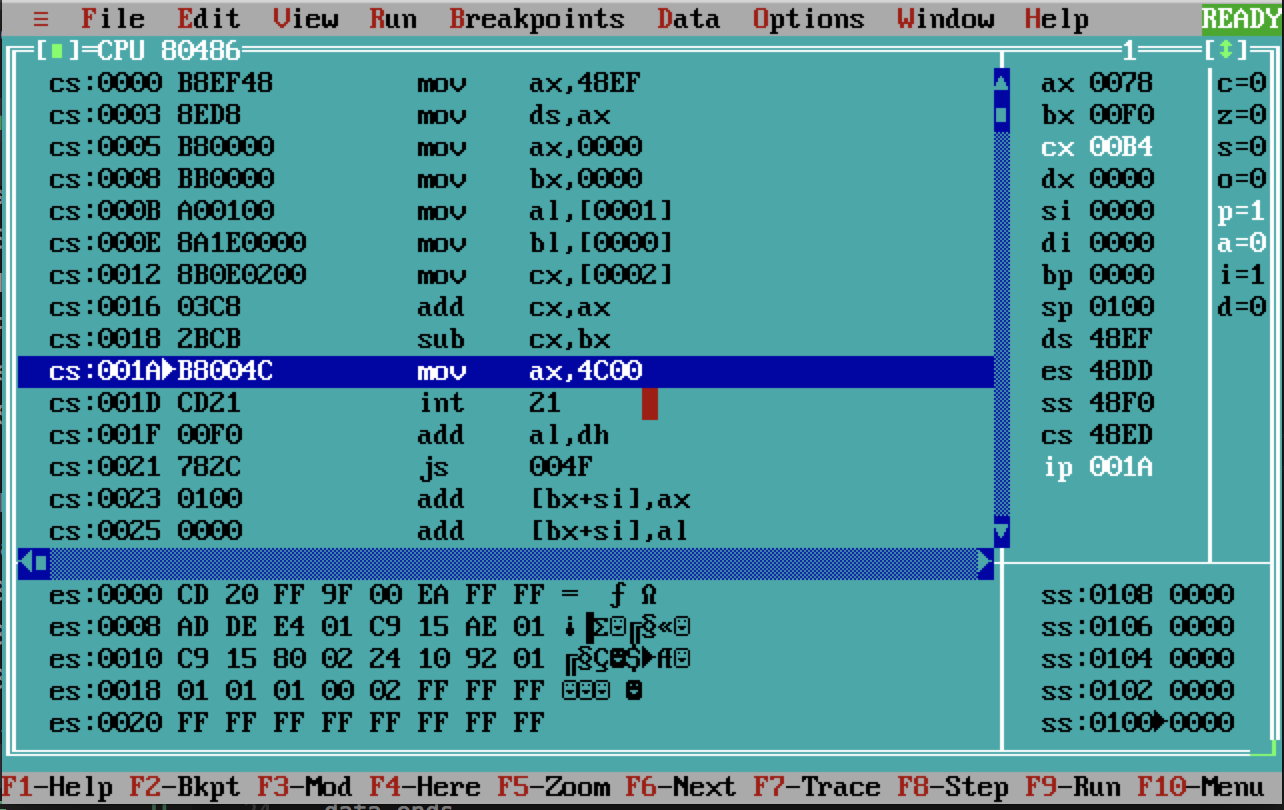 ≡ File Edit View Run Breakpoints Data Options Window Help READY
[■]=CPU 80486 1 [↕]
cs:0000 B8EF48 mov ax,48EF ax 0078 c=0
cs:0003 8ED8 mov ds,ax bx 00F0 z=0
cs:0005 B80000 mov ax,0000 cx 00B4 s=0
cs:0008 BB0000 mov bx,0000 dx 0000 o=0
cs:000B A00100 mov al,[0001] si 0000 p=1
cs:000E 8A1E0000 mov bl,[0000] di 0000 a=0
cs:0012 8B0E0200 mov cx,[0002] bp 0000 i=1
cs:0016 03C8 add cx,ax sp 0100 d=0
cs:0018 2BCB sub cx,bx ds 48EF
cs:001A►B8004C mov ax,4C00 es 48DD
cs:001D CD21 int 21 ss 48F0
cs:001F 00F0 add al,dh cs 48ED
cs:0021 782C js 004F ip 001A
cs:0023 0100 add [bx+si],ax
cs:0025 0000 add [bx+si],al
es:0000 CD 20 FF 9F 00 EA FF FF = ƒ Ω ss:0108 0000
es:0008 AD DE E4 01 C9 15 AE 01 ¡▐Σ☺╔§«☺ ss:0106 0000
es:0010 C9 15 80 02 24 10 92 01 ╔§Ç☻$►Æ☺ ss:0104 0000
es:0018 01 01 01 00 02 FF FF FF ☺☺☺ ☻ ss:0102 0000
es:0020 FF FF FF FF FF FF FF FF ss:0100►0000
F1-Help F2-Bkpt F3-Mod F4-Here F5-Zoom F6-Next F7-Trace F8-Step F9-Run F10-Menu